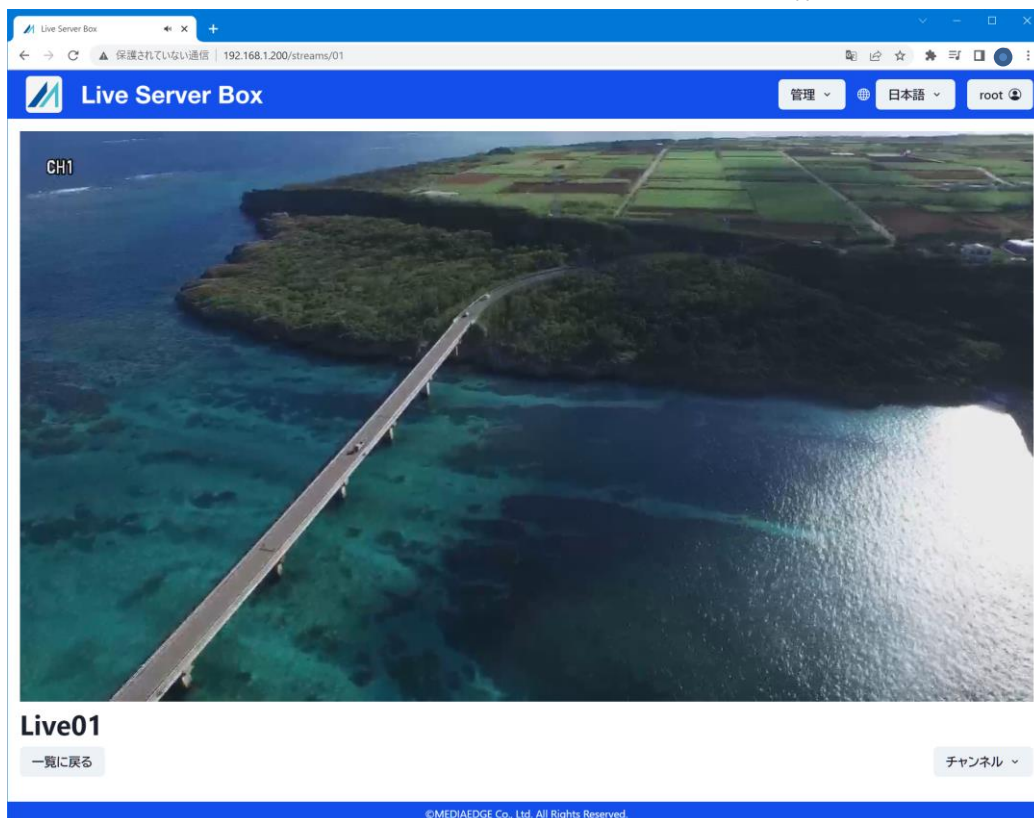 Live Server Box
保護されていない通信 192.168.1.200/streams/01
Live Server Box
管理
日本語
root
CH1
Live01
一覧に戻る
チャンネル
©MEDIAEDGE Co., Ltd. All Rights Reserved.